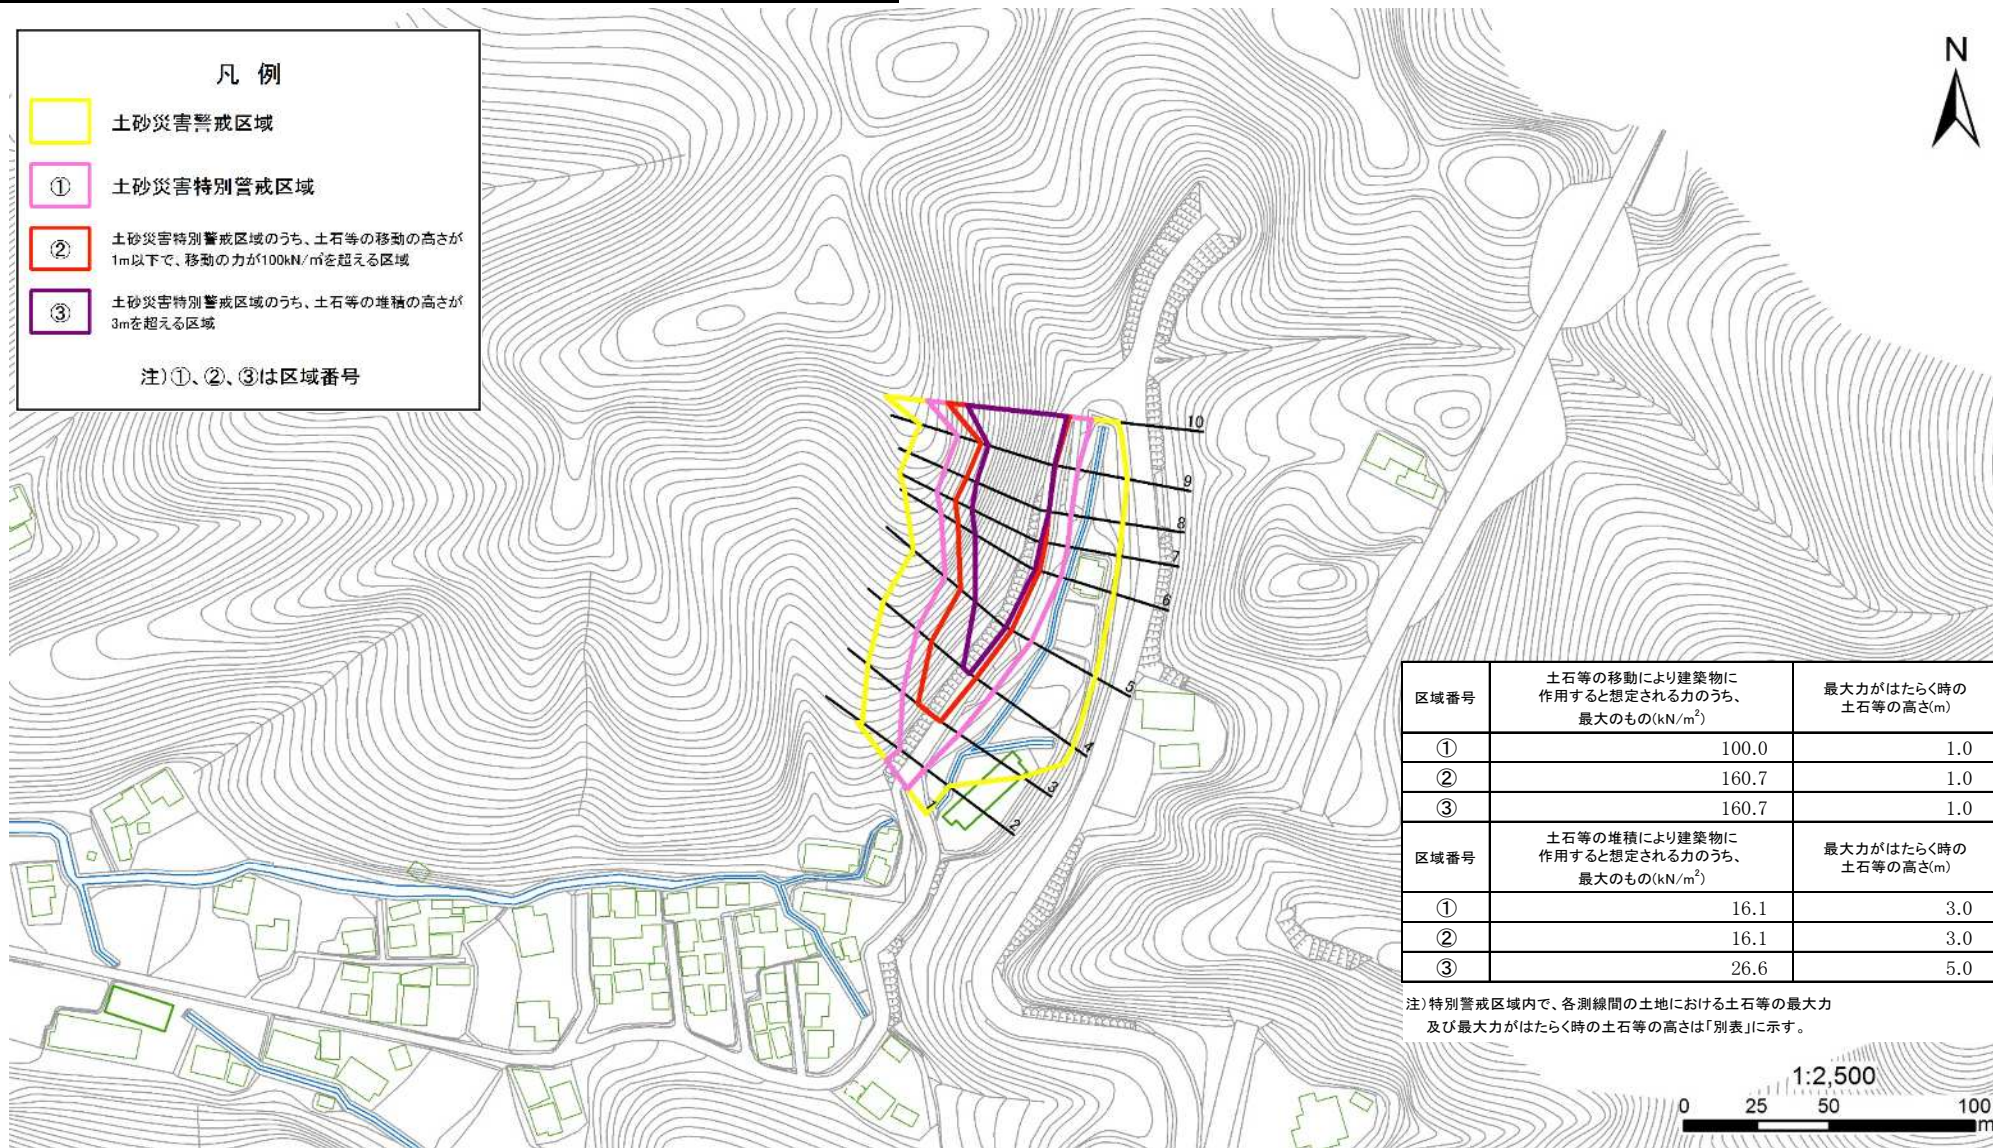 凡 例
土砂災害警戒区域
① 土砂災害特別警戒区域
② 土砂災害特別警戒区域のうち、土石等の移動の高さが
1m以下で、移動の力が100kN/㎡を超える区域
③ 土砂災害特別警戒区域のうち、土石等の堆積の高さが
3mを超える区域
注)①、②、③は区域番号
N
10
9
8
7
6
5
4
3
2
1
区域番号 土石等の移動により建築物に
作用すると想定される力のうち、
最大のもの(kN/m²) 最大力がはたらく時の
土石等の高さ(m)
① 100.0 1.0
② 160.7 1.0
③ 160.7 1.0
区域番号 土石等の堆積により建築物に
作用すると想定される力のうち、
最大のもの(kN/m²) 最大力がはたらく時の
土石等の高さ(m)
① 16.1 3.0
② 16.1 3.0
③ 26.6 5.0
注)特別警戒区域内で、各測線間の土地における土石等の最大力
及び最大力がはたらく時の土石等の高さは「別表」に示す。
1:2,500
0 25 50 100
m